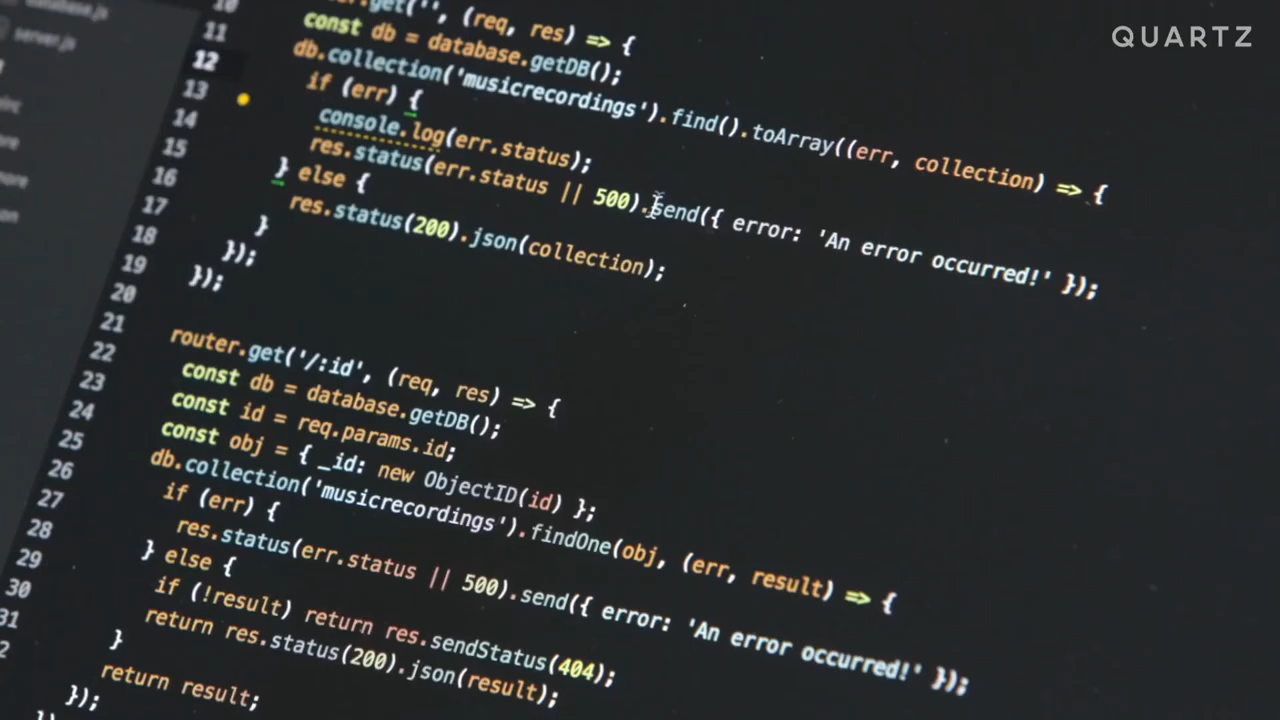 QUARTZ
database.js
server.js
10 .get('', (req, res) => {
11 const db = database.getDB();
12 db.collection('musicrecordings').find().toArray((err, collection) => {
13 if (err) {
14 console.log(err.status);
15 res.status(err.status || 500).send({ error: 'An error occurred!' });
16 } else {
17 res.status(200).json(collection);
18 }
19 });
20 });
21
22 router.get('/:id', (req, res) => {
23 const db = database.getDB();
24 const id = req.params.id;
25 const obj = { _id: new ObjectID(id) };
26 db.collection('musicrecordings').findOne(obj, (err, result) => {
27 if (err) {
28 res.status(err.status || 500).send({ error: 'An error occurred!' });
29 } else {
30 if (!result) return res.sendStatus(404);
31 return res.status(200).json(result);
2 }
return result;
});